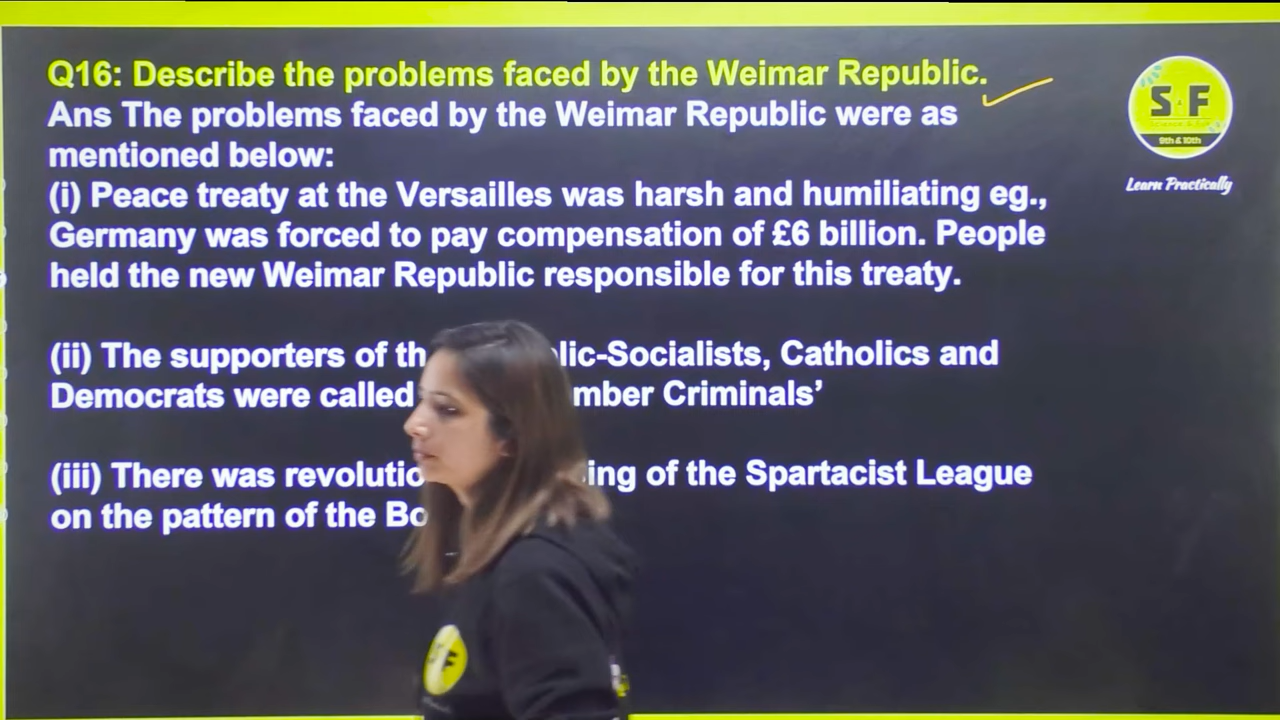 Q16: Describe the problems faced by the Weimar Republic.
Ans The problems faced by the Weimar Republic were as
mentioned below:
(i) Peace treaty at the Versailles was harsh and humiliating eg.,
Germany was forced to pay compensation of £6 billion. People
held the new Weimar Republic responsible for this treaty.
(ii) The supporters of th lic-Socialists, Catholics and
Democrats were called mber Criminals’
(iii) There was revolutio ing of the Spartacist League
on the pattern of the Bo
S F
9th & 10th
Learn Practically
SF